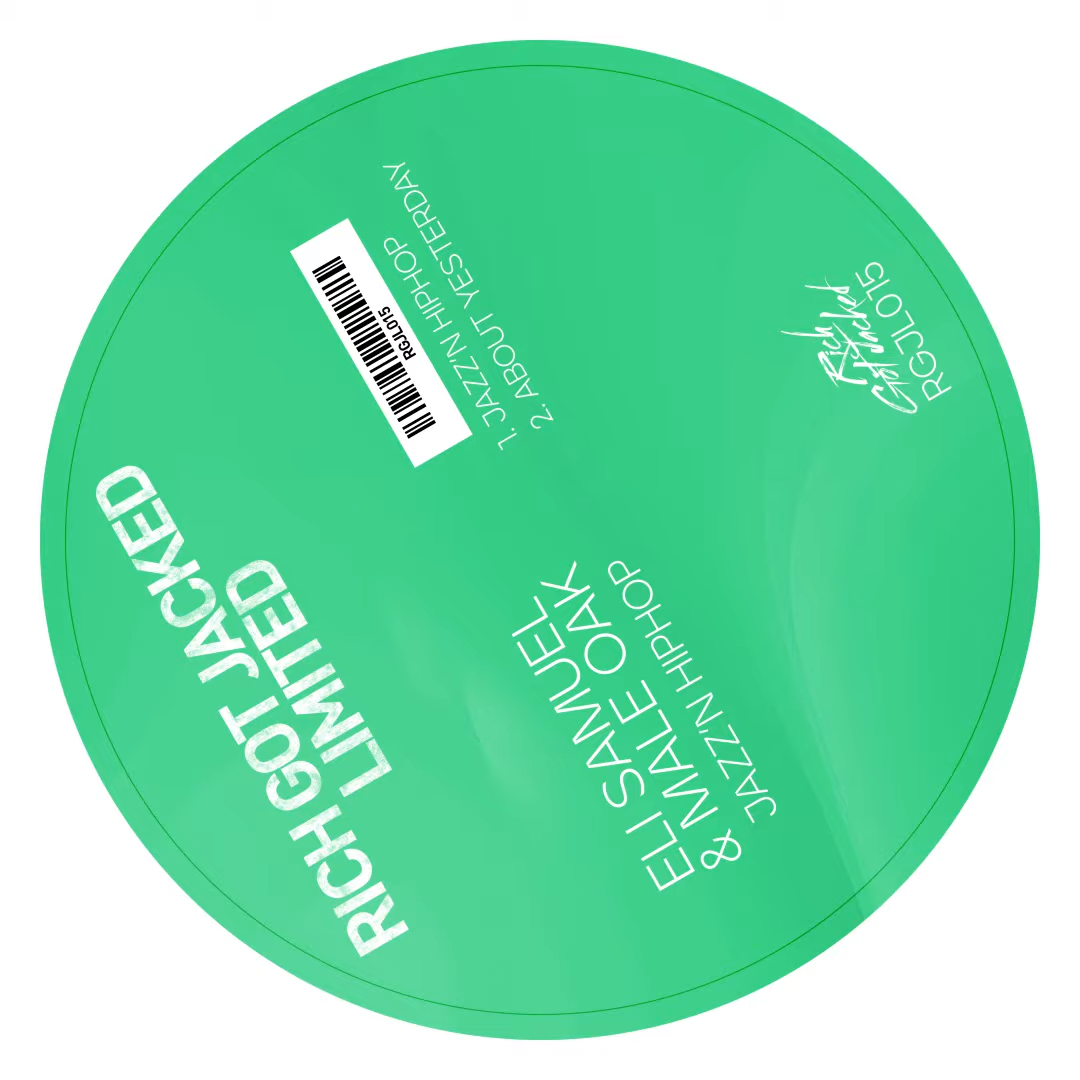 RICH GOT JACKED
LIMITED
RGJL015
1. JAZZ'N HIPHOP
2. ABOUT YESTERDAY
ELI SAMUEL
& MALE OAK
JAZZ'N HIPHOP
Rich
Got Jacked
RGJL015